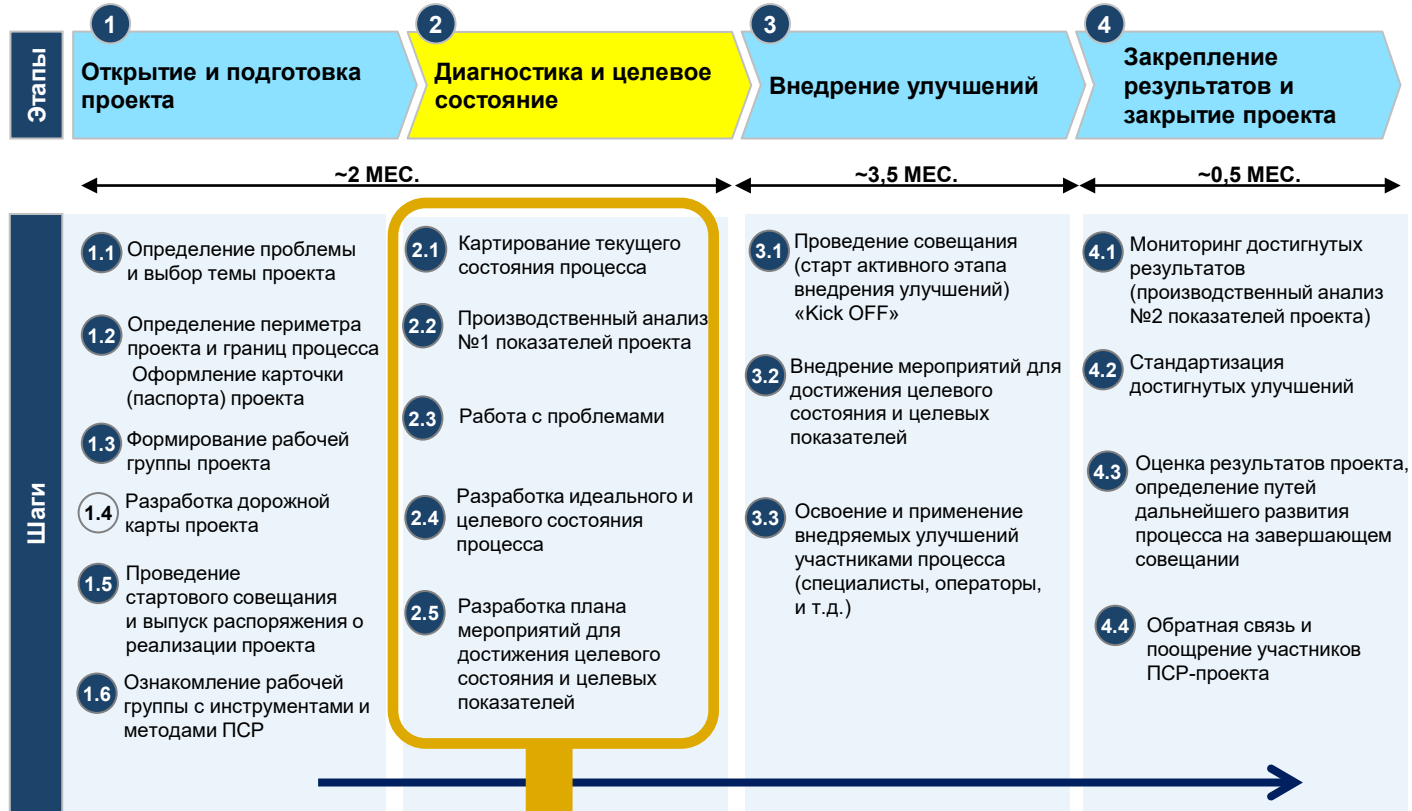 Этапы
1
Открытие и подготовка
проекта
2
Диагностика и целевое
состояние
3
Внедрение улучшений
4
Закрепление
результатов и
закрытие проекта
~2 МЕС.
~3,5 МЕС.
~0,5 МЕС.
Шаги
1.1
Определение проблемы
и выбор темы проекта
1.2
Определение периметра
проекта и границ процесса
Оформление карточки
(паспорта) проекта
1.3
Формирование рабочей
группы проекта
1.4
Разработка дорожной
карты проекта
1.5
Проведение
стартового совещания
и выпуск распоряжения о
реализации проекта
1.6
Ознакомление рабочей
группы с инструментами и
методами ПСР
2.1
Картирование текущего
состояния процесса
2.2
Производственный анализ
№1 показателей проекта
2.3
Работа с проблемами
2.4
Разработка идеального и
целевого состояния
процесса
2.5
Разработка плана
мероприятий для
достижения целевого
состояния и целевых
показателей
3.1
Проведение совещания
(старт активного этапа
внедрения улучшений)
«Kick OFF»
3.2
Внедрение мероприятий для
достижения целевого
состояния и целевых
показателей
3.3
Освоение и применение
внедряемых улучшений
участниками процесса
(специалисты, операторы,
и т.д.)
4.1
Мониторинг достигнутых
результатов
(производственный анализ
№2 показателей проекта)
4.2
Стандартизация
достигнутых улучшений
4.3
Оценка результатов проекта,
определение путей
дальнейшего развития
процесса на завершающем
совещании
4.4
Обратная связь и
поощрение участников
ПСР-проекта